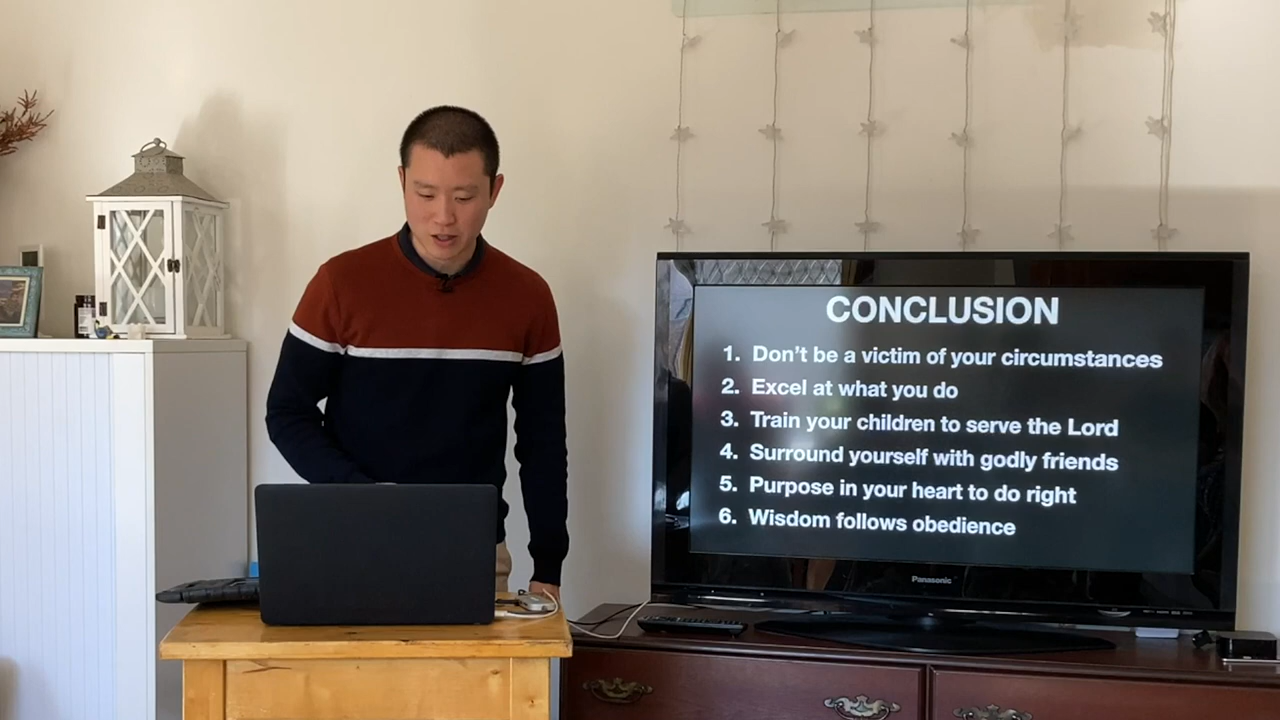 CONCLUSION
1. Don't be a victim of your circumstances
2. Excel at what you do
3. Train your children to serve the Lord
4. Surround yourself with godly friends
5. Purpose in your heart to do right
6. Wisdom follows obedience
Panasonic